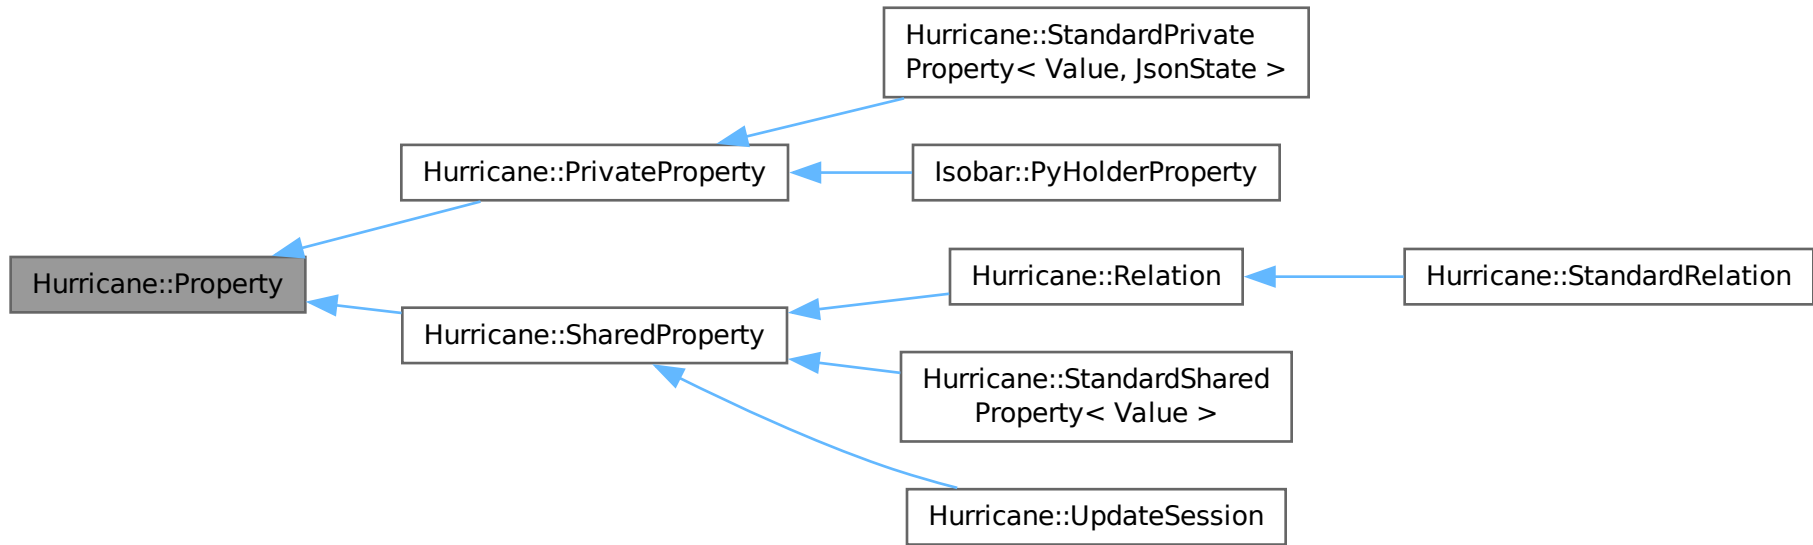 Hurricane::StandardPrivate
Property< Value, JsonState >
Hurricane::PrivateProperty
Isobar::PyHolderProperty
Hurricane::Property
Hurricane::Relation
Hurricane::StandardRelation
Hurricane::SharedProperty
Hurricane::StandardShared
Property< Value >
Hurricane::UpdateSession